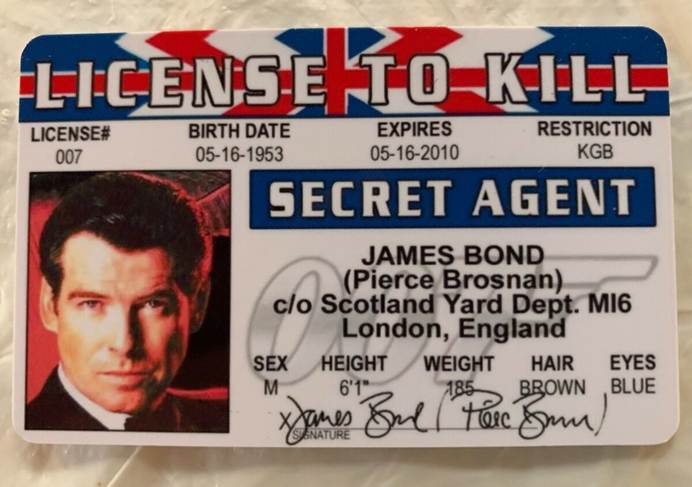 LICENSE TO KILL
LICENSE# BIRTH DATE EXPIRES RESTRICTION
007 05-16-1953 05-16-2010 KGB
SECRET AGENT
007
JAMES BOND
(Pierce Brosnan)
c/o Scotland Yard Dept. MI6
London, England
SEX HEIGHT WEIGHT HAIR EYES
M 6'1" 185 BROWN BLUE
x James Bond (
SIGNATURE